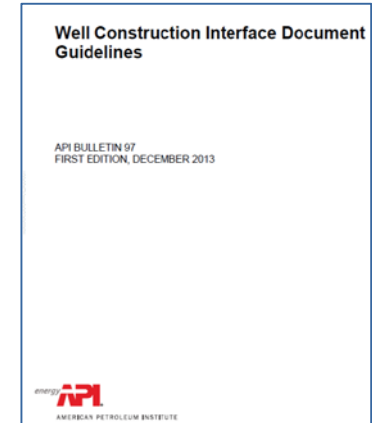 Well Construction Interface Document
Guidelines
API BULLETIN 97
FIRST EDITION, DECEMBER 2013
energy API
AMERICAN PETROLEUM INSTITUTE